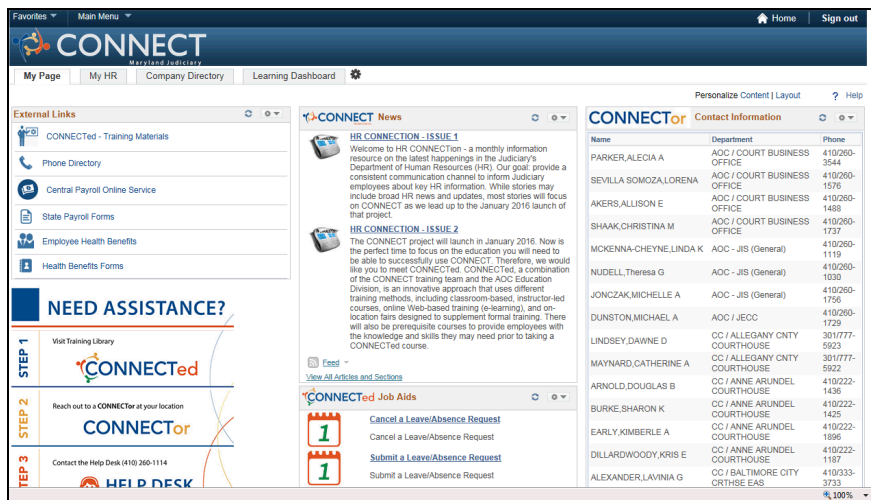 Favorites Main Menu Home Sign out
CONNECT
Maryland Judiciary
My Page My HR Company Directory Learning Dashboard
Personalize Content | Layout ? Help
External Links
CONNECTed - Training Materials
Phone Directory
Central Payroll Online Service
State Payroll Forms
Employee Health Benefits
Health Benefits Forms
NEED ASSISTANCE?
STEP 1
Visit Training Library
CONNECTed
STEP 2
Reach out to a CONNECTor at your location
CONNECTor
STEP 3
Contact the Help Desk (410) 260-1114
HELP DESK
CONNECT News
HR CONNECTION - ISSUE 1
Welcome to HR CONNECTion - a monthly information
resource on the latest happenings in the Judiciary's
Department of Human Resources (HR). Our goal: provide a
consistent communication channel to inform Judiciary
employees about key HR information. While stories may
include broad HR news and updates, most stories will focus
on CONNECT as we lead up to the January 2016 launch of
that project.
HR CONNECTION - ISSUE 2
The CONNECT project will launch in January 2016. Now is
the perfect time to focus on the education you will need to
be able to successfully use CONNECT. Therefore, we would
like you to meet CONNECTed. CONNECTed, a combination
of the CONNECT training team and the AOC Education
Division, is an innovative approach that uses different
training methods, including classroom-based, instructor-led
courses, online Web-based training (e-learning), and on-
location fairs designed to supplement formal training. There
will also be prerequisite courses to provide employees with
the knowledge and skills they may need prior to taking a
CONNECTed course.
Feed
View All Articles and Sections
CONNECTed Job Aids
1
Cancel a Leave/Absence Request
Cancel a Leave/Absence Request
1
Submit a Leave/Absence Request
Submit a Leave/Absence Request
CONNECTor Contact Information
Name Department Phone
PARKER,ALECIA A AOC / COURT BUSINESS OFFICE 410/260-3544
SEVILLA SOMOZA,LORENA AOC / COURT BUSINESS OFFICE 410/260-1576
AKERS,ALLISON E AOC / COURT BUSINESS OFFICE 410/260-1488
SHAAK,CHRISTINA M AOC / COURT BUSINESS OFFICE 410/260-1737
MCKENNA-CHEYNE,LINDA K AOC - JIS (General) 410/260-1119
NUDELL,Theresa G AOC - JIS (General) 410/260-1030
JONCZAK,MICHELLE A AOC - JIS (General) 410/260-1756
DUNSTON,MICHAEL A AOC / JECC 410/260-1729
LINDSEY,DAWNE D CC / ALLEGANY CNTY COURTHOUSE 301/777-5923
MAYNARD,CATHERINE A CC / ALLEGANY CNTY COURTHOUSE 301/777-5922
ARNOLD,DOUGLAS B CC / ANNE ARUNDEL COURTHOUSE 410/222-1436
BURKE,SHARON K CC / ANNE ARUNDEL COURTHOUSE 410/222-1425
EARLY,KIMBERLE A CC / ANNE ARUNDEL COURTHOUSE 410/222-1896
DILLARDWOODY,KRIS E CC / ANNE ARUNDEL COURTHOUSE 410/222-1187
ALEXANDER,LAVINIA G CC / BALTIMORE CITY CRTHSE EAS 410/333-3733
100%